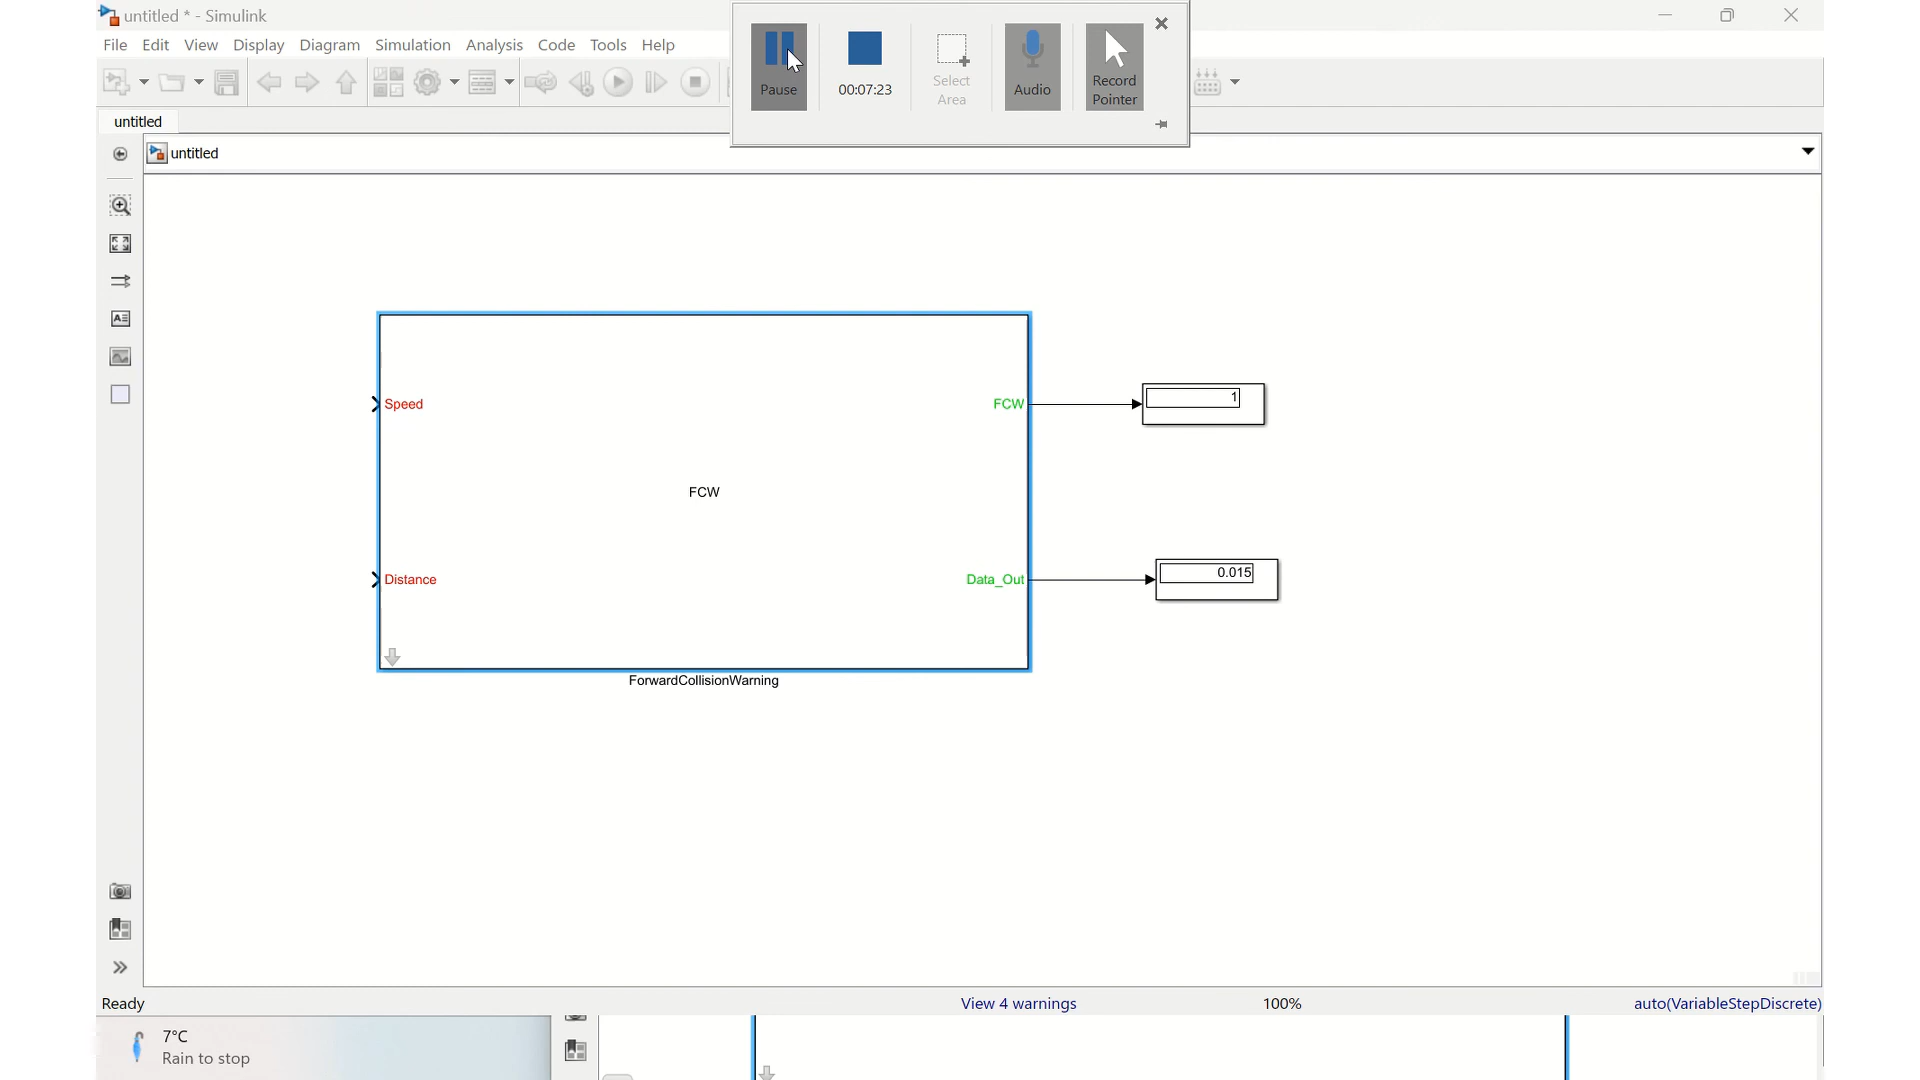 untitled * - Simulink
File Edit View Display Diagram Simulation Analysis Code Tools Help
Pause
00:07:23
Select
Area
Audio
Record
Pointer
untitled
untitled
Speed
FCW
1
FCW
Distance
Data_Out
0.015
ForwardCollisionWarning
Ready
View 4 warnings
100%
auto(VariableStepDiscrete)
7°C
Rain to stop